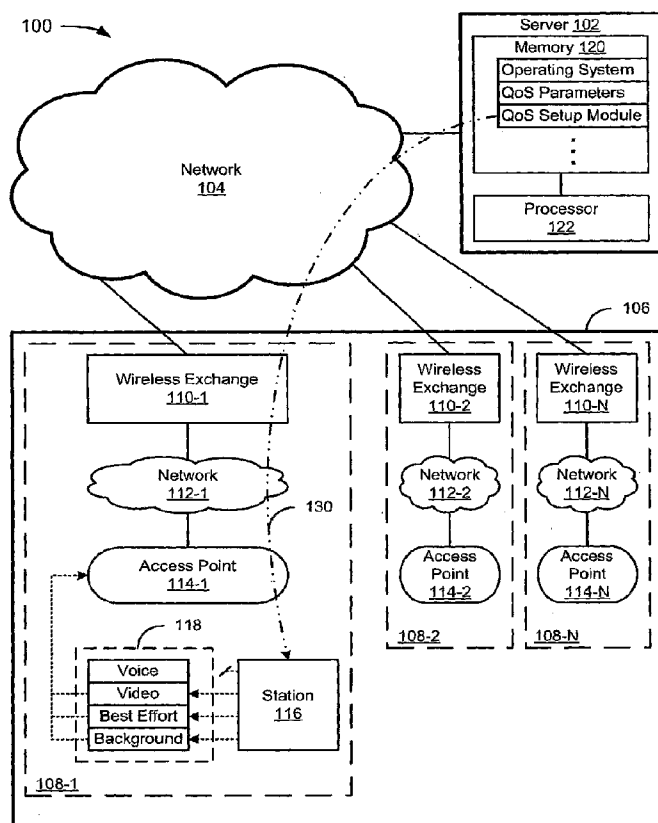 100
Server 102
Memory 120
Operating System
QoS Parameters
QoS Setup Module
Network
104
Processor
122
106
Wireless Exchange
110-1
Wireless
Exchange
110-2
Wireless
Exchange
110-N
Network
112-1
Network
112-2
Network
112-N
130
Access Point
114-1
Access
Point
114-2
Access
Point
114-N
118
108-2
108-N
Voice
Video
Best Effort
Background
Station
116
108-1